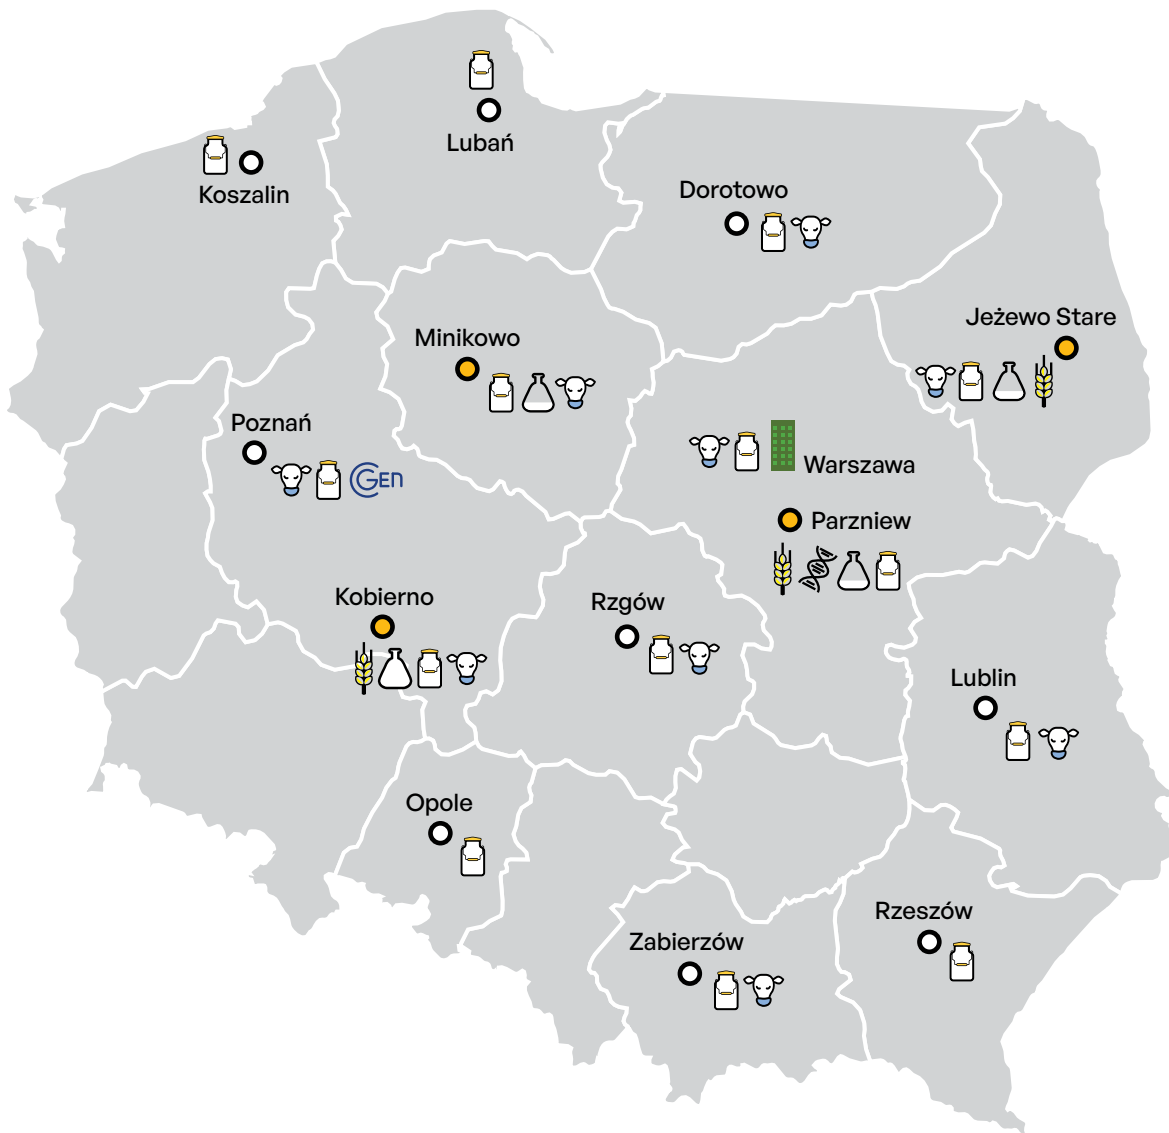 Lubań
Koszalin
Dorotowo
Jeżewo Stare
Minikowo
Poznań
GEN
Warszawa
Parzniew
Kobierno
Rzgów
Lublin
Opole
Rzeszów
Zabierzów